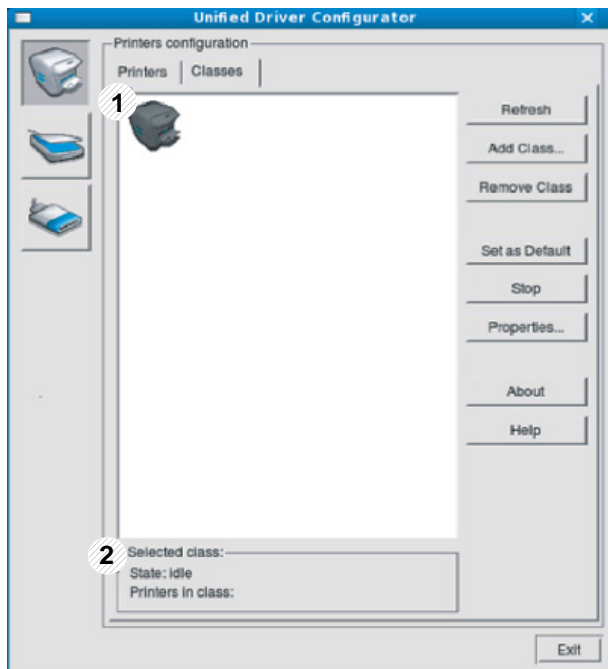 Unified Driver Configurator
Printers configuration
Printers
Classes
1
Refresh
Add Class...
Remove Class
Set as Default
Stop
Properties...
About
Help
2
Selected class:
State: idle
Printers in class:
Exit